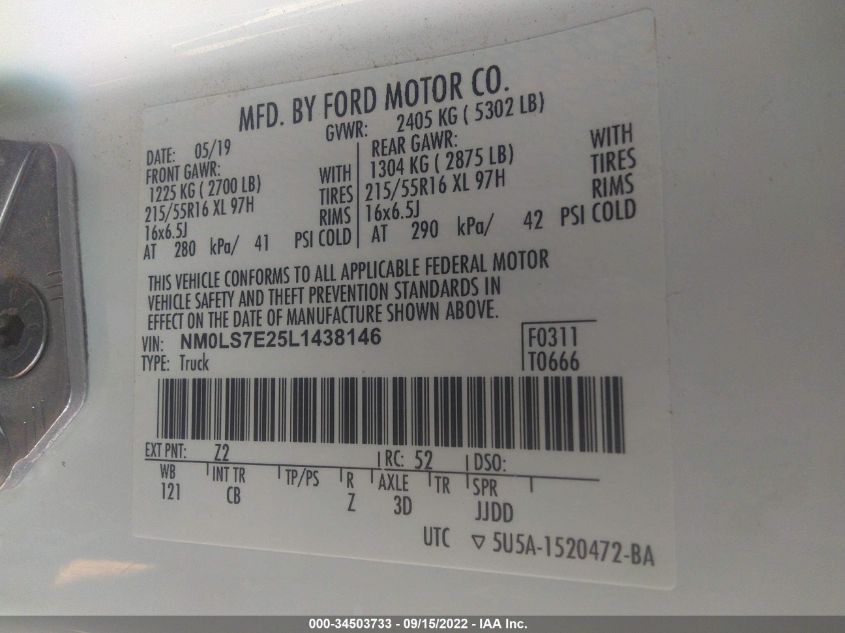 MFD. BY FORD MOTOR CO.
DATE: 05/19 GVWR: 2405 KG ( 5302 LB)
FRONT GAWR:
1225 KG ( 2700 LB) WITH
215/55R16 XL 97H TIRES
16x6.5J RIMS
AT 280 kPa/ 41 PSI COLD
REAR GAWR:
1304 KG ( 2875 LB) WITH
215/55R16 XL 97H TIRES
16x6.5J RIMS
AT 290 kPa/ 42 PSI COLD
THIS VEHICLE CONFORMS TO ALL APPLICABLE FEDERAL MOTOR
VEHICLE SAFETY AND THEFT PREVENTION STANDARDS IN
EFFECT ON THE DATE OF MANUFACTURE SHOWN ABOVE.
VIN: NM0LS7E25L1438146 F0311
TYPE: Truck T0666
EXT PNT: Z2 RC: 52 DSO:
WB INT TR TP/PS R AXLE TR SPR
121 CB Z 3D JJDD
UTC ▽ 5U5A-1520472-BA
000-34503733 - 09/15/2022 - IAA Inc.